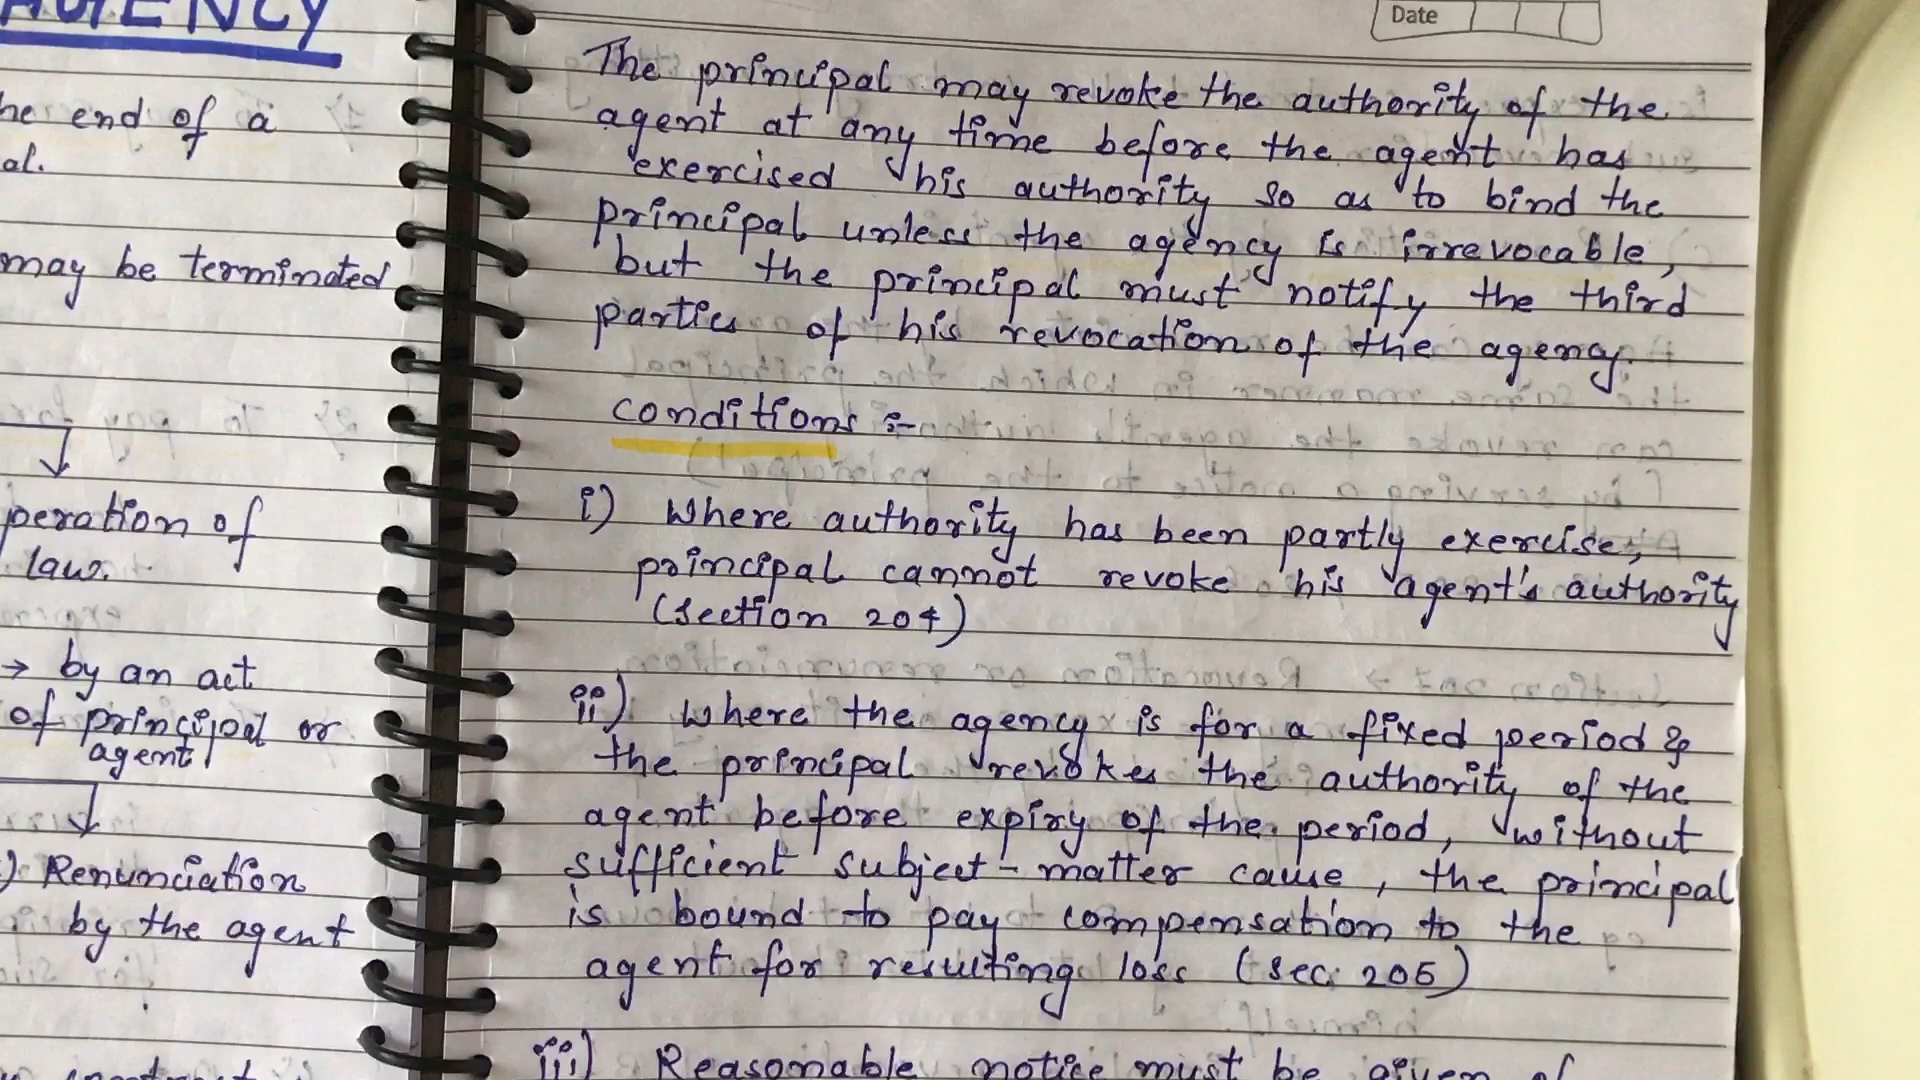 AGENCY
he end of a
al.
may be terminated
peration of
law.
→ by an act
of principal or
agent
) Renunciation
by the agent
Date
The principal may revoke the authority of the
agent at any time before the agent has
exercised his authority so as to bind the
principal unless the agency is irrevocable,
but the principal must notify the third
parties of his revocation of the agency.
conditions :-
i) Where authority has been partly exercise,
principal cannot revoke his agent's authority
(Section 204)
ii) Where the agency is for a fixed period &
the principal revokes the authority of the
agent before expiry of the period, without
sufficient subject-matter cause, the principal
is bound to pay compensation to the
agent for resulting loss (sec. 205)
iii) Reasonable notice must be given of